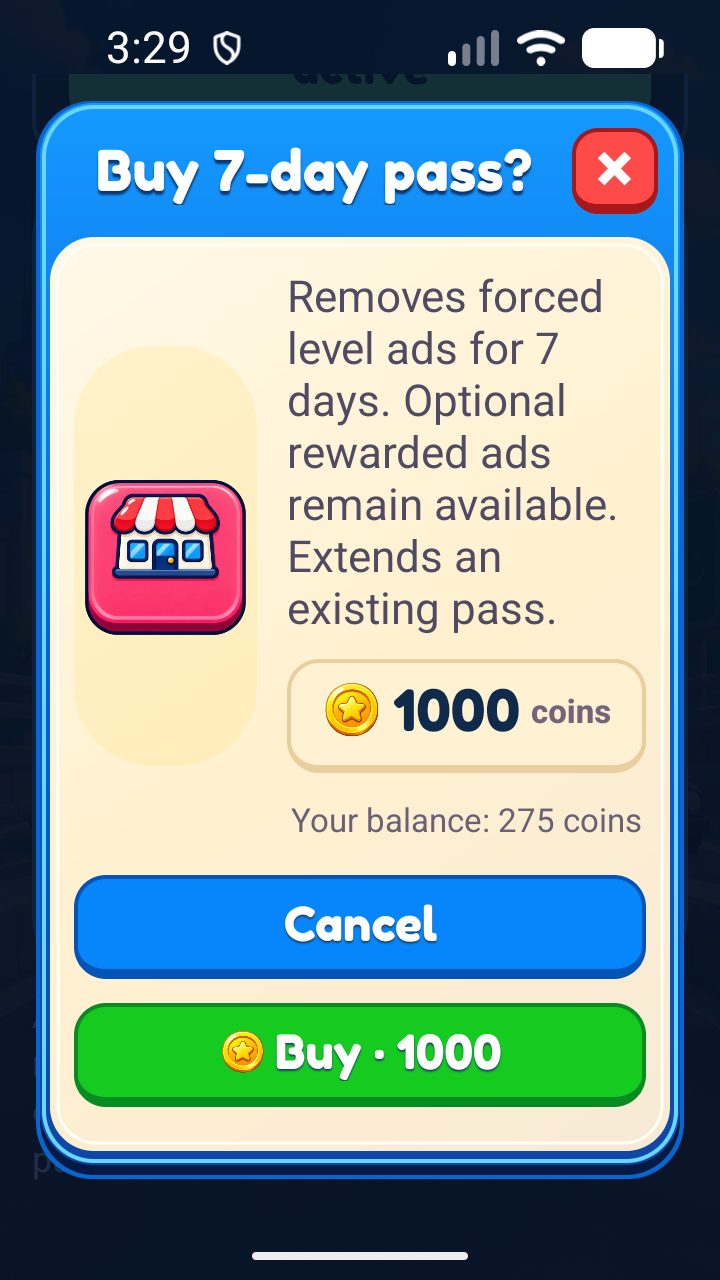 3:29
active
Buy 7-day pass?
Removes forced
level ads for 7
days. Optional
rewarded ads
remain available.
Extends an
existing pass.
1000 coins
Your balance: 275 coins
Cancel
Buy · 1000